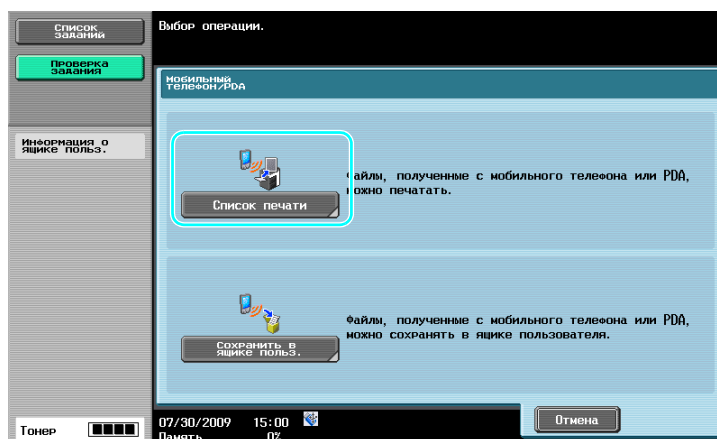 Список
заданий
Проверка
задания
Информация о
ящике польз.
Выбор операции.
Мобильный
телефон/PDA
Файлы, полученные с мобильного телефона или PDA,
можно печатать.
Список печати
Файлы, полученные с мобильного телефона или PDA,
можно сохранять в ящике пользователя.
Сохранить в
ящике польз.
Тонер
07/30/2009 15:00
Память 0%
Отмена